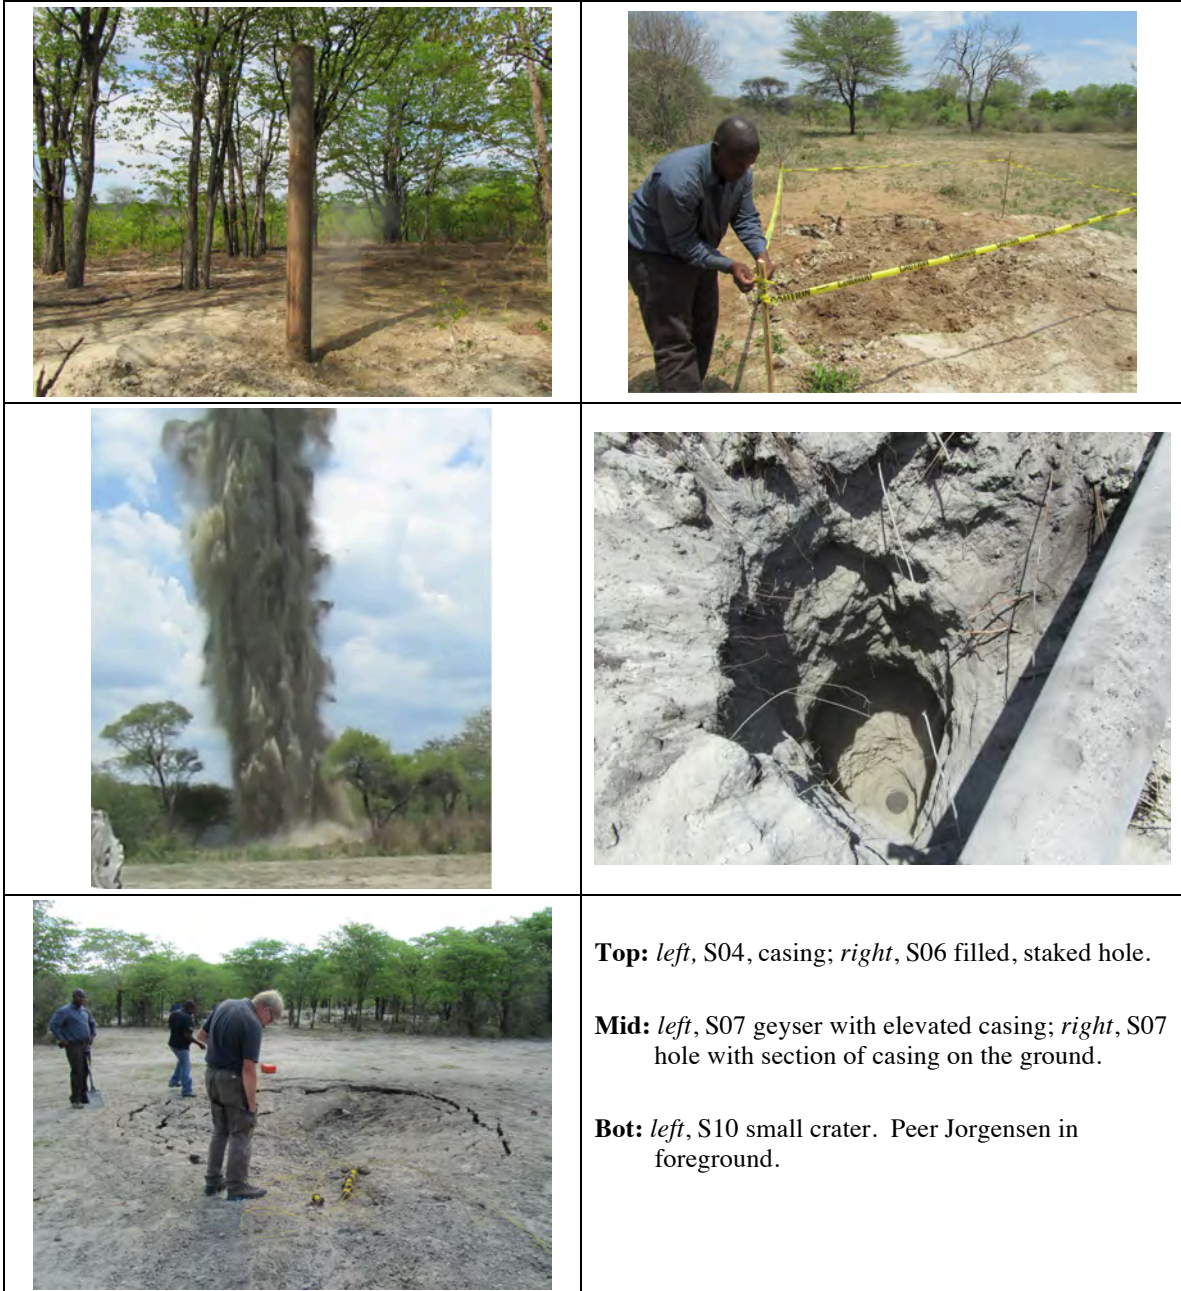 CAUTION
Top: left, S04, casing; right, S06 filled, staked hole.
Mid: left, S07 geyser with elevated casing; right, S07
hole with section of casing on the ground.
Bot: left, S10 small crater.  Peer Jorgensen in
foreground.